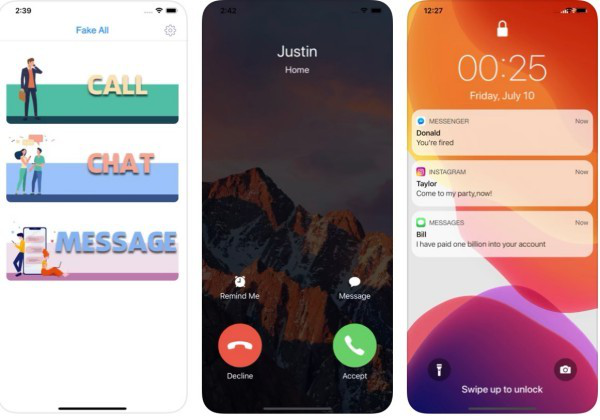 2:39
Fake All
CALL
CHAT
MESSAGE
2:42
Justin
Home
Remind Me
Message
Decline
Accept
12:27
00:25
Friday, July 10
MESSENGER
Now
Donald
You're fired
INSTAGRAM
Now
Taylor
Come to my party,now!
MESSAGES
Now
Bill
I have paid one billion into your account
Swipe up to unlock